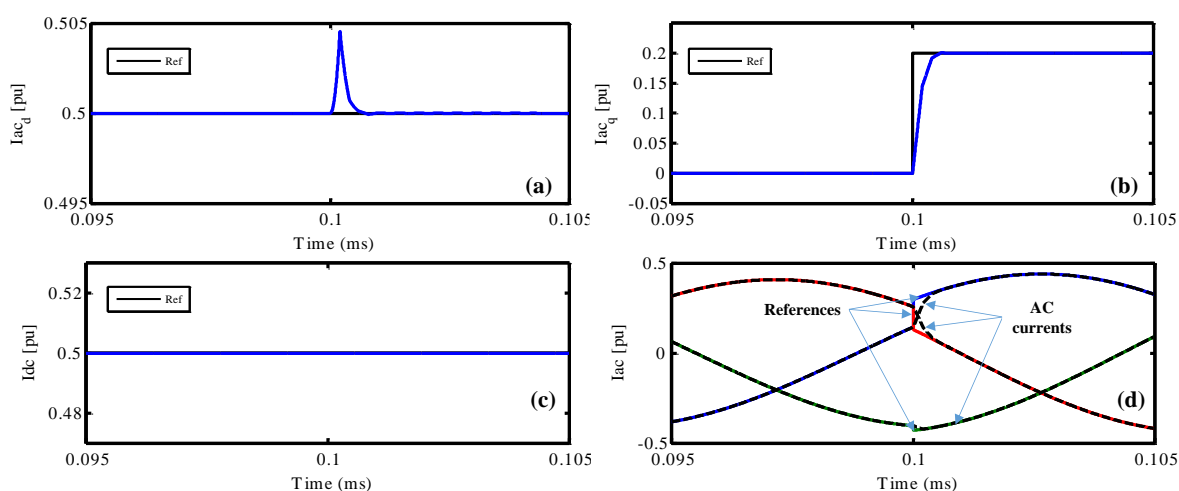 0.505
Ref
Iac_d [pu]
0.5
(a)
0.495
0.095
0.1
0.105
Time (ms)
0.2
Ref
0.15
Iac_q [pu]
0.1
0.05
0
(b)
-0.05
0.095
0.1
0.105
Time (ms)
0.52
Ref
Idc [pu]
0.5
0.48
(c)
0.095
0.1
0.105
Time (ms)
0.5
References
AC
currents
Iac [pu]
0
(d)
-0.5
0.095
0.1
0.105
Time (ms)